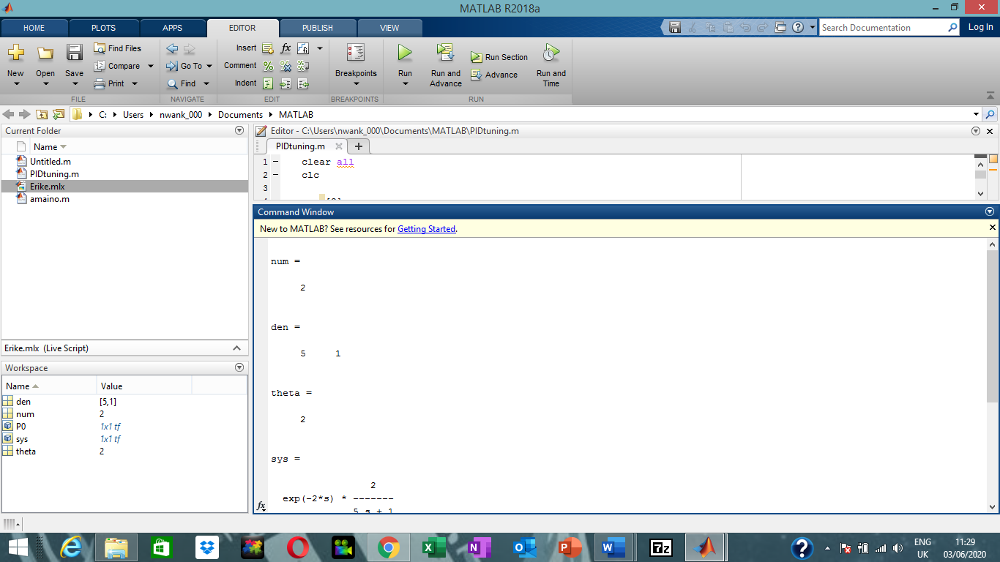 MATLAB R2018a
HOME PLOTS APPS EDITOR PUBLISH VIEW
Search Documentation Log In
New Open Save
Find Files
Compare
Print
Go To
Find
Insert fx fi
Comment % %
Indent
Breakpoints
Run
Run and Advance
Run Section
Advance
Run and Time
FILE NAVIGATE EDIT BREAKPOINTS RUN
C: Users nwank_000 Documents MATLAB
Current Folder
Name
Untitled.m
PIDtuning.m
Erike.mlx
amaino.m
Erike.mlx (Live Script)
Workspace
Name Value
den [5,1]
num 2
P0 1x1 tf
sys 1x1 tf
theta 2
Editor - C:\Users\nwank_000\Documents\MATLAB\PIDtuning.m
PIDtuning.m
1 clear all
2 clc
3
Command Window
New to MATLAB? See resources for Getting Started.
num =
2
den =
5 1
theta =
2
sys =
2
exp(-2*s) * -------
5 s + 1
fx
7z
ENG
UK
11:29
03/06/2020